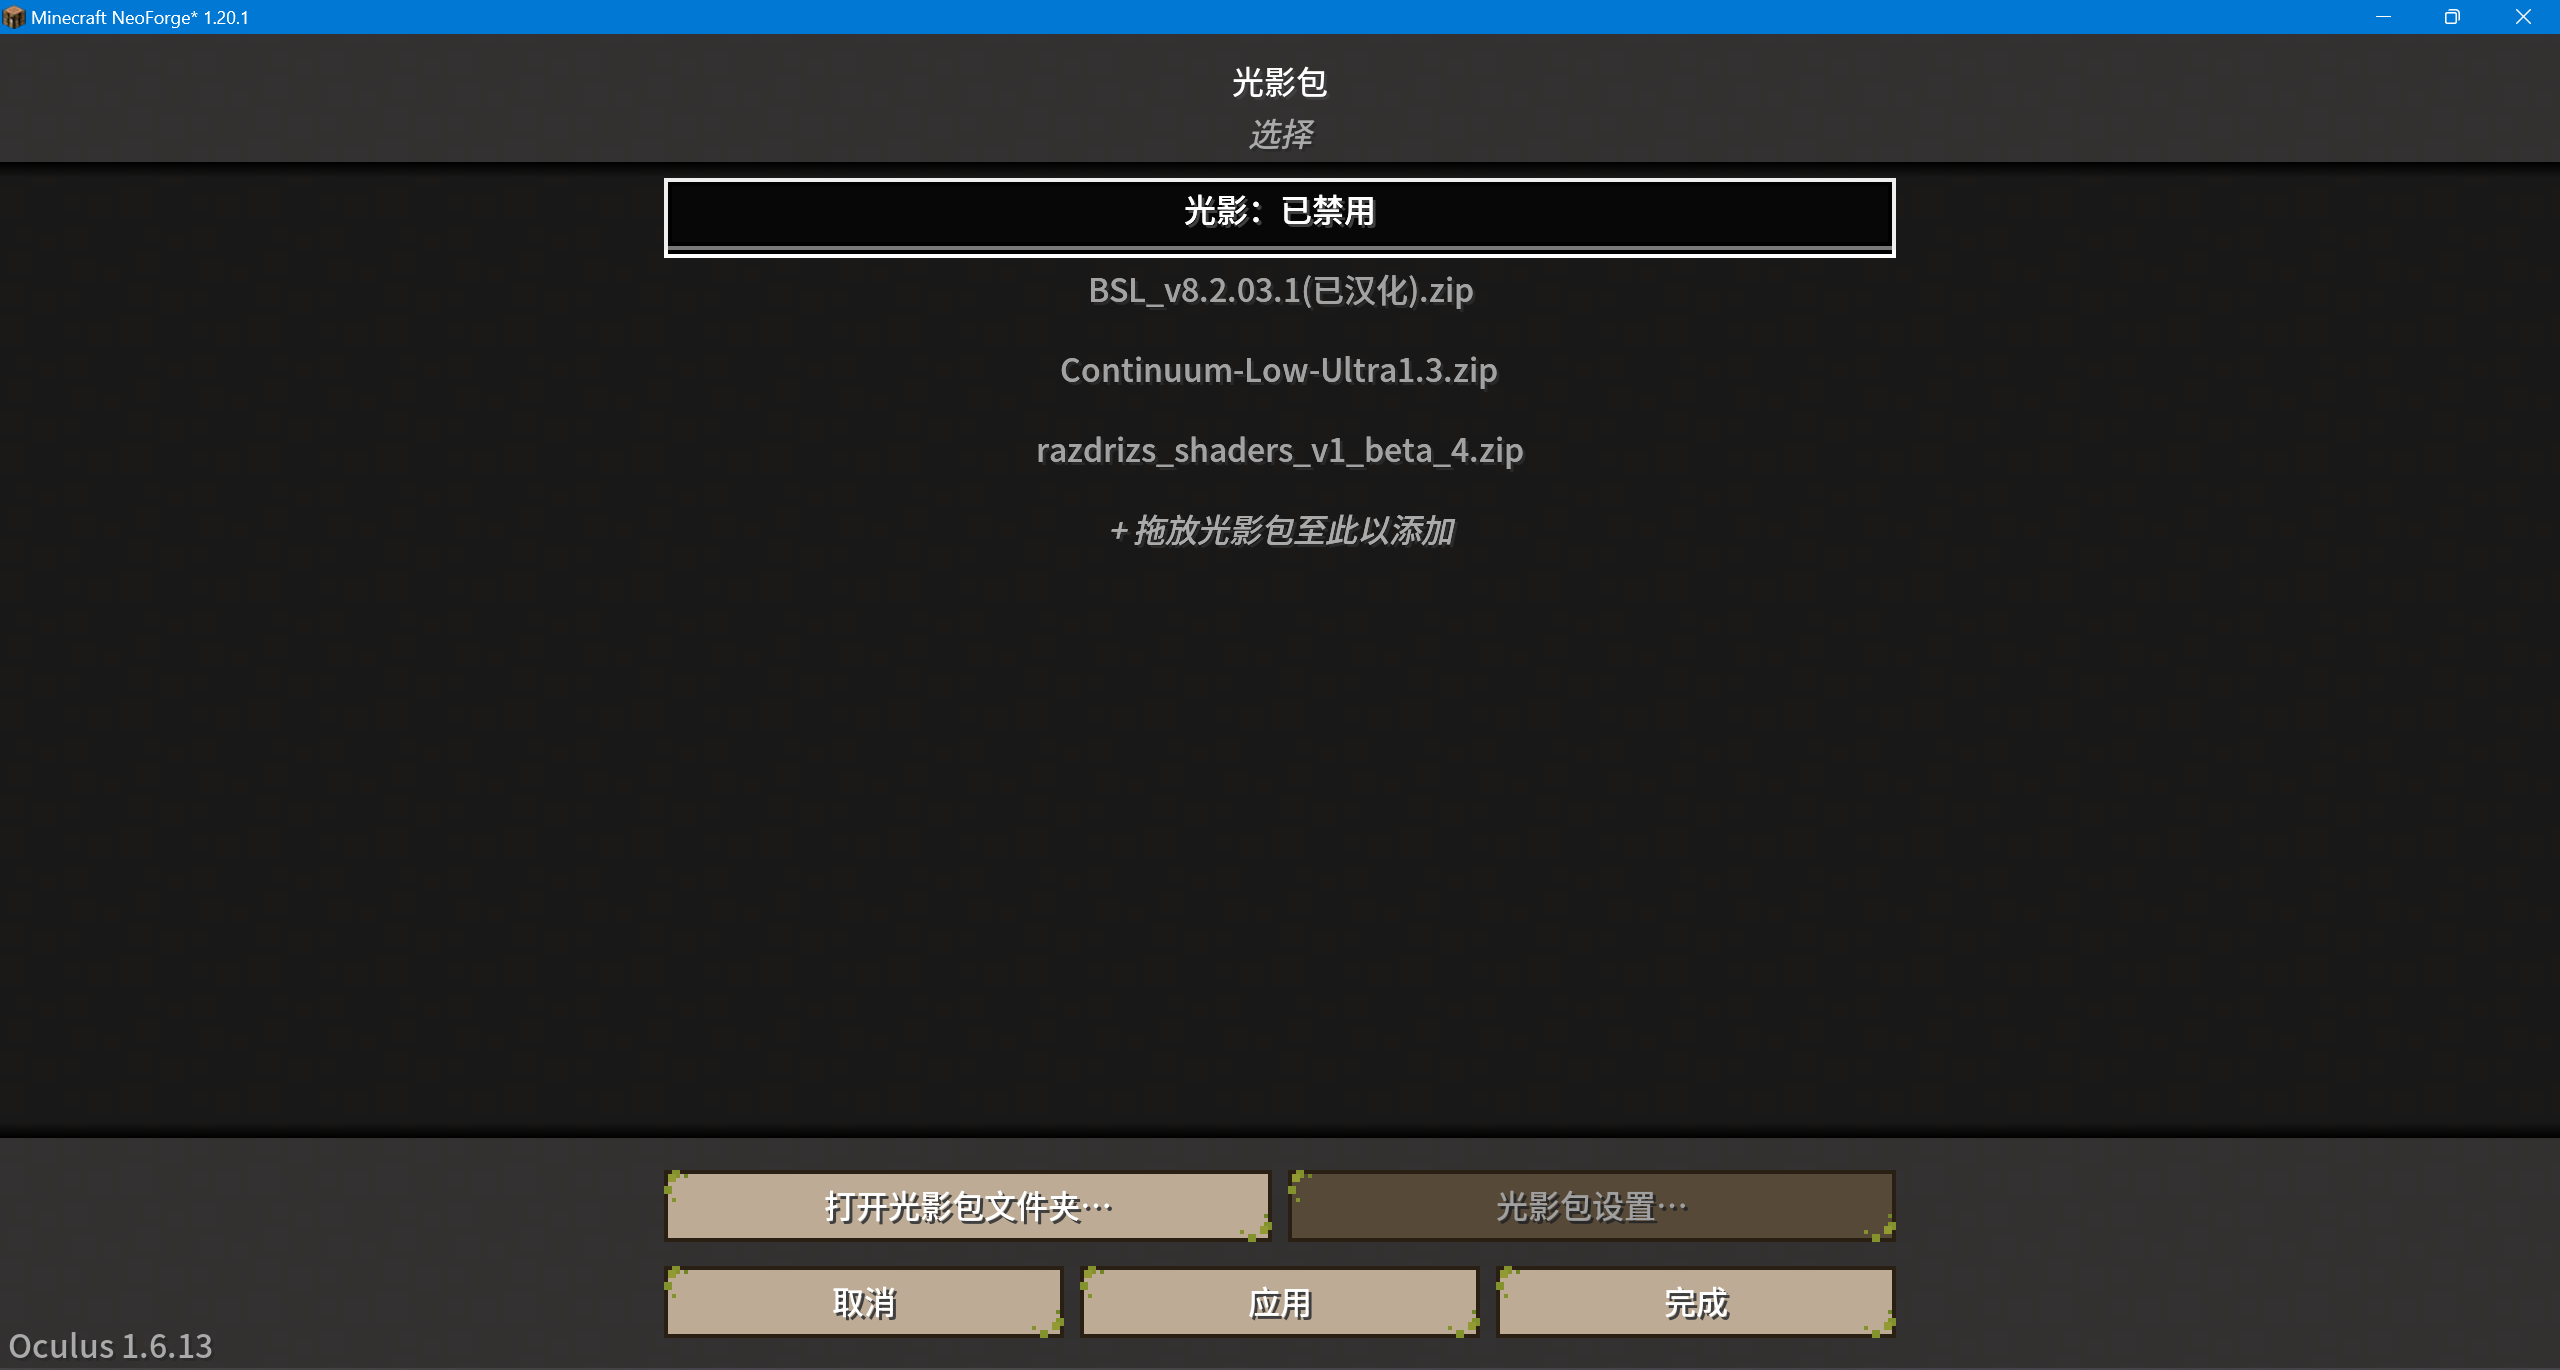 Minecraft NeoForge* 1.20.1
光影包
选择
光影：已禁用
BSL_v8.2.03.1(已汉化).zip
Continuum-Low-Ultra1.3.zip
razdrizs_shaders_v1_beta_4.zip
+ 拖放光影包至此以添加
打开光影包文件夹…
光影包设置…
取消
应用
完成
Oculus 1.6.13